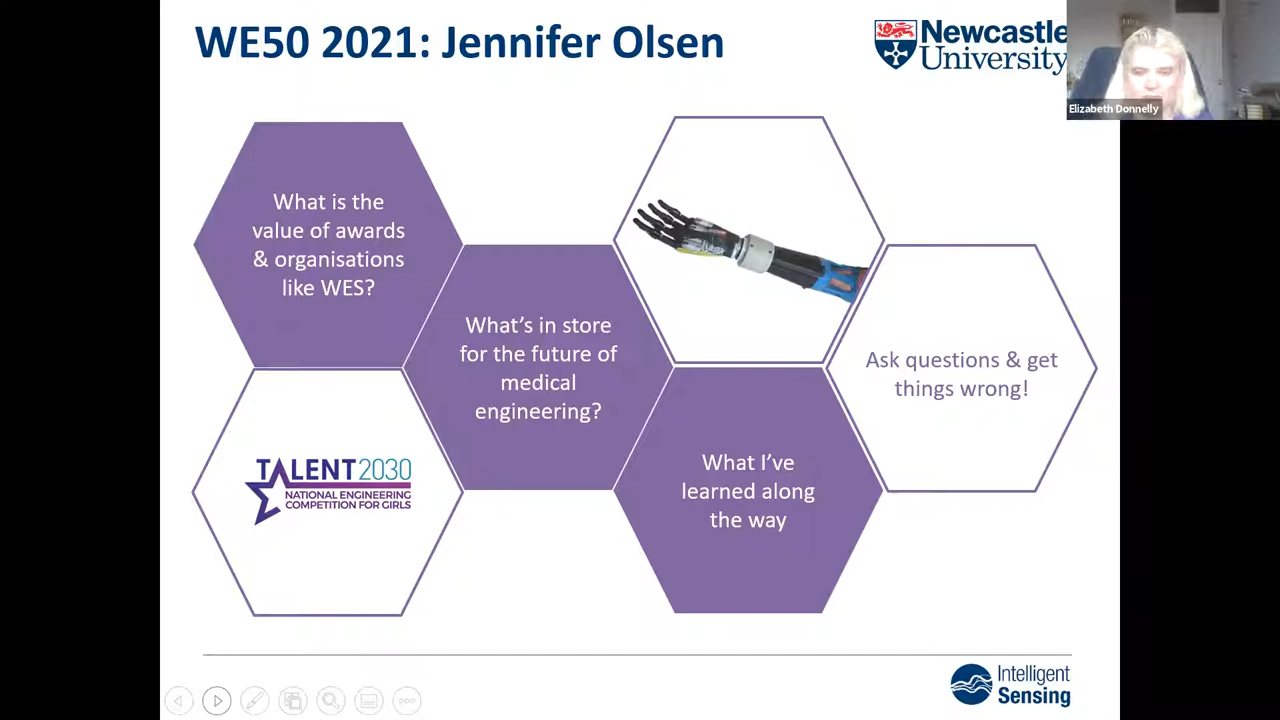 WE50 2021: Jennifer Olsen
Newcastle
University
Elizabeth Donnelly
What is the
value of awards
& organisations
like WES?
What's in store
for the future of
medical
engineering?
Ask questions & get
things wrong!
TALENT2030
NATIONAL ENGINEERING
COMPETITION FOR GIRLS
What I've
learned along
the way
Intelligent
Sensing